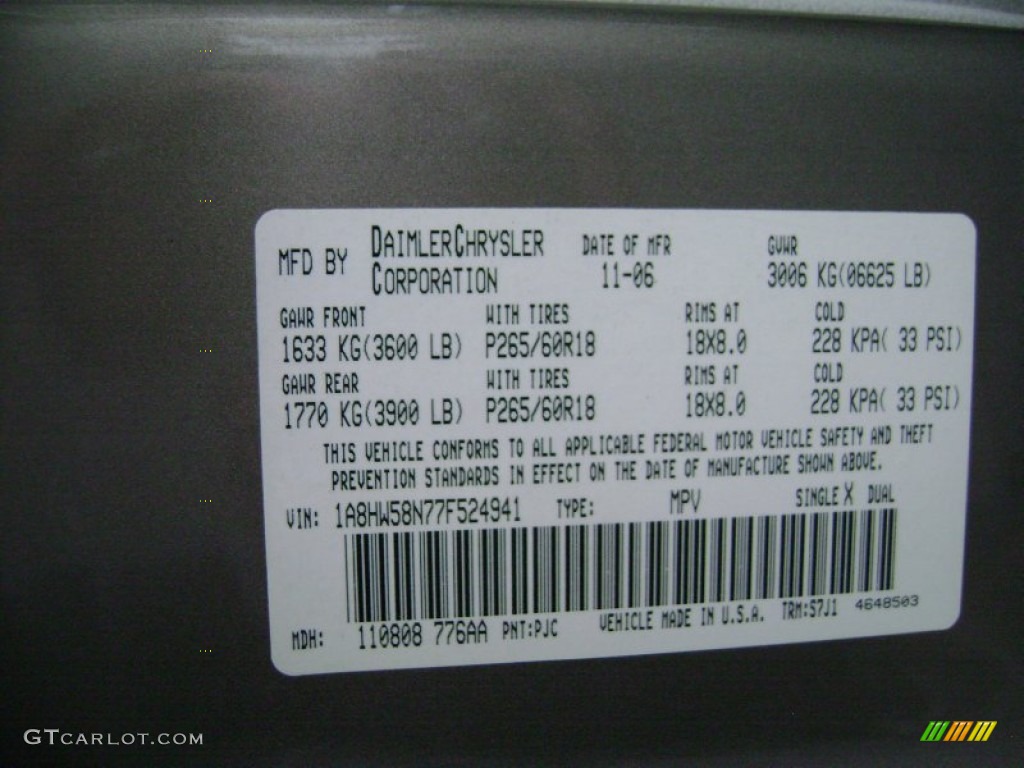 MFD BY DAIMLERCHRYSLER CORPORATION DATE OF MFR 11-06 GVWR 3006 KG(06625 LB)
GAWR FRONT WITH TIRES RIMS AT COLD
1633 KG(3600 LB) P265/60R18 18X8.0 228 KPA( 33 PSI)
GAWR REAR WITH TIRES RIMS AT COLD
1770 KG(3900 LB) P265/60R18 18X8.0 228 KPA( 33 PSI)
THIS VEHICLE CONFORMS TO ALL APPLICABLE FEDERAL MOTOR VEHICLE SAFETY AND THEFT
PREVENTION STANDARDS IN EFFECT ON THE DATE OF MANUFACTURE SHOWN ABOVE.
VIN: 1A8HW58N77F524941 TYPE: MPV SINGLE X DUAL
MDH: 110808 776AA PNT:PJC VEHICLE MADE IN U.S.A. TRM:S7J1 4648503
GTCARLOT.COM